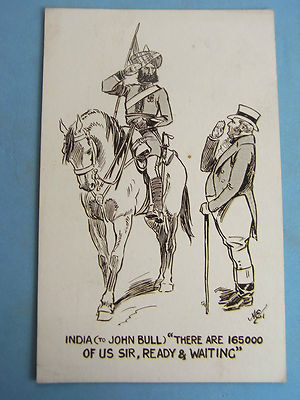 INDIA (TO JOHN BULL) "THERE ARE 165000
OF US SIR, READY & WAITING"